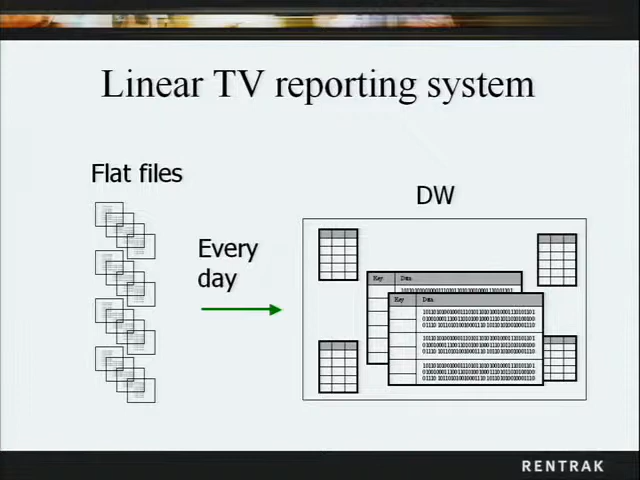 Linear TV reporting system
Flat files
DW
Every
day
Key Data
Key Data
RENTRAK